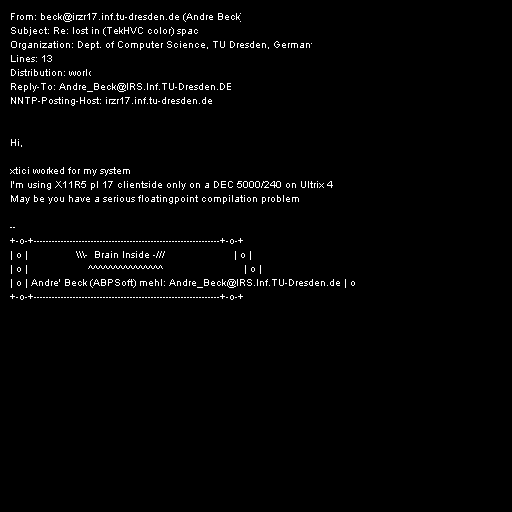 From: beck@irzr17.inf.tu-dresden.de (Andre Beck)
Subject: Re: lost in (TekHVC color) spac
Organization: Dept. of Computer Science, TU Dresden, German
Lines: 13
Distribution: work
Reply-To: Andre_Beck@IRS.Inf.TU-Dresden.DE
NNTP-Posting-Host: irzr17.inf.tu-dresden.de
Hi,
xtici worked for my system
I'm using X11R5 pl 17 clientside only on a DEC 5000/240 on Ultrix 4
May be you have a serious floatingpoint compilation problem
--
+-o-+--------------------------------------------------------------+-o-+
| o | \\\- Brain Inside -/// | o |
| o | ^^^^^^^^^^^^^^^ | o |
| o | Andre' Beck (ABPSoft) mehl: Andre_Beck@IRS.Inf.TU-Dresden.de | o
+-o-+--------------------------------------------------------------+-o-+